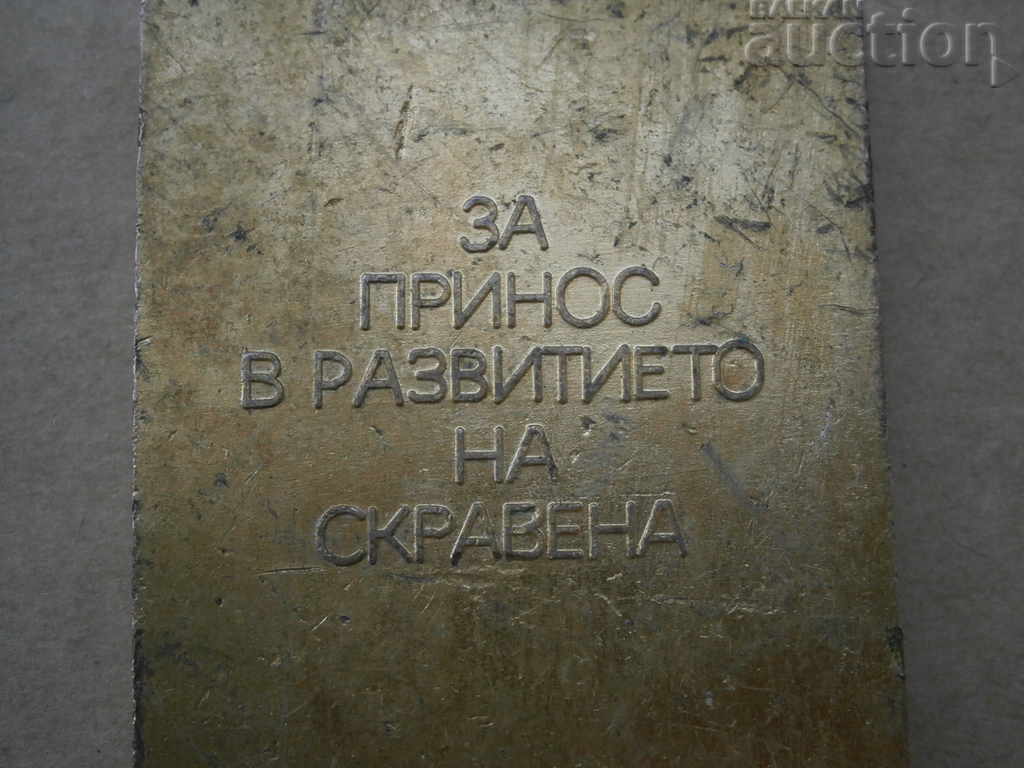 BALKAN
auction
ЗА
ПРИНОС
В РАЗВИТИЕТО
НА
СКРАВЕНА